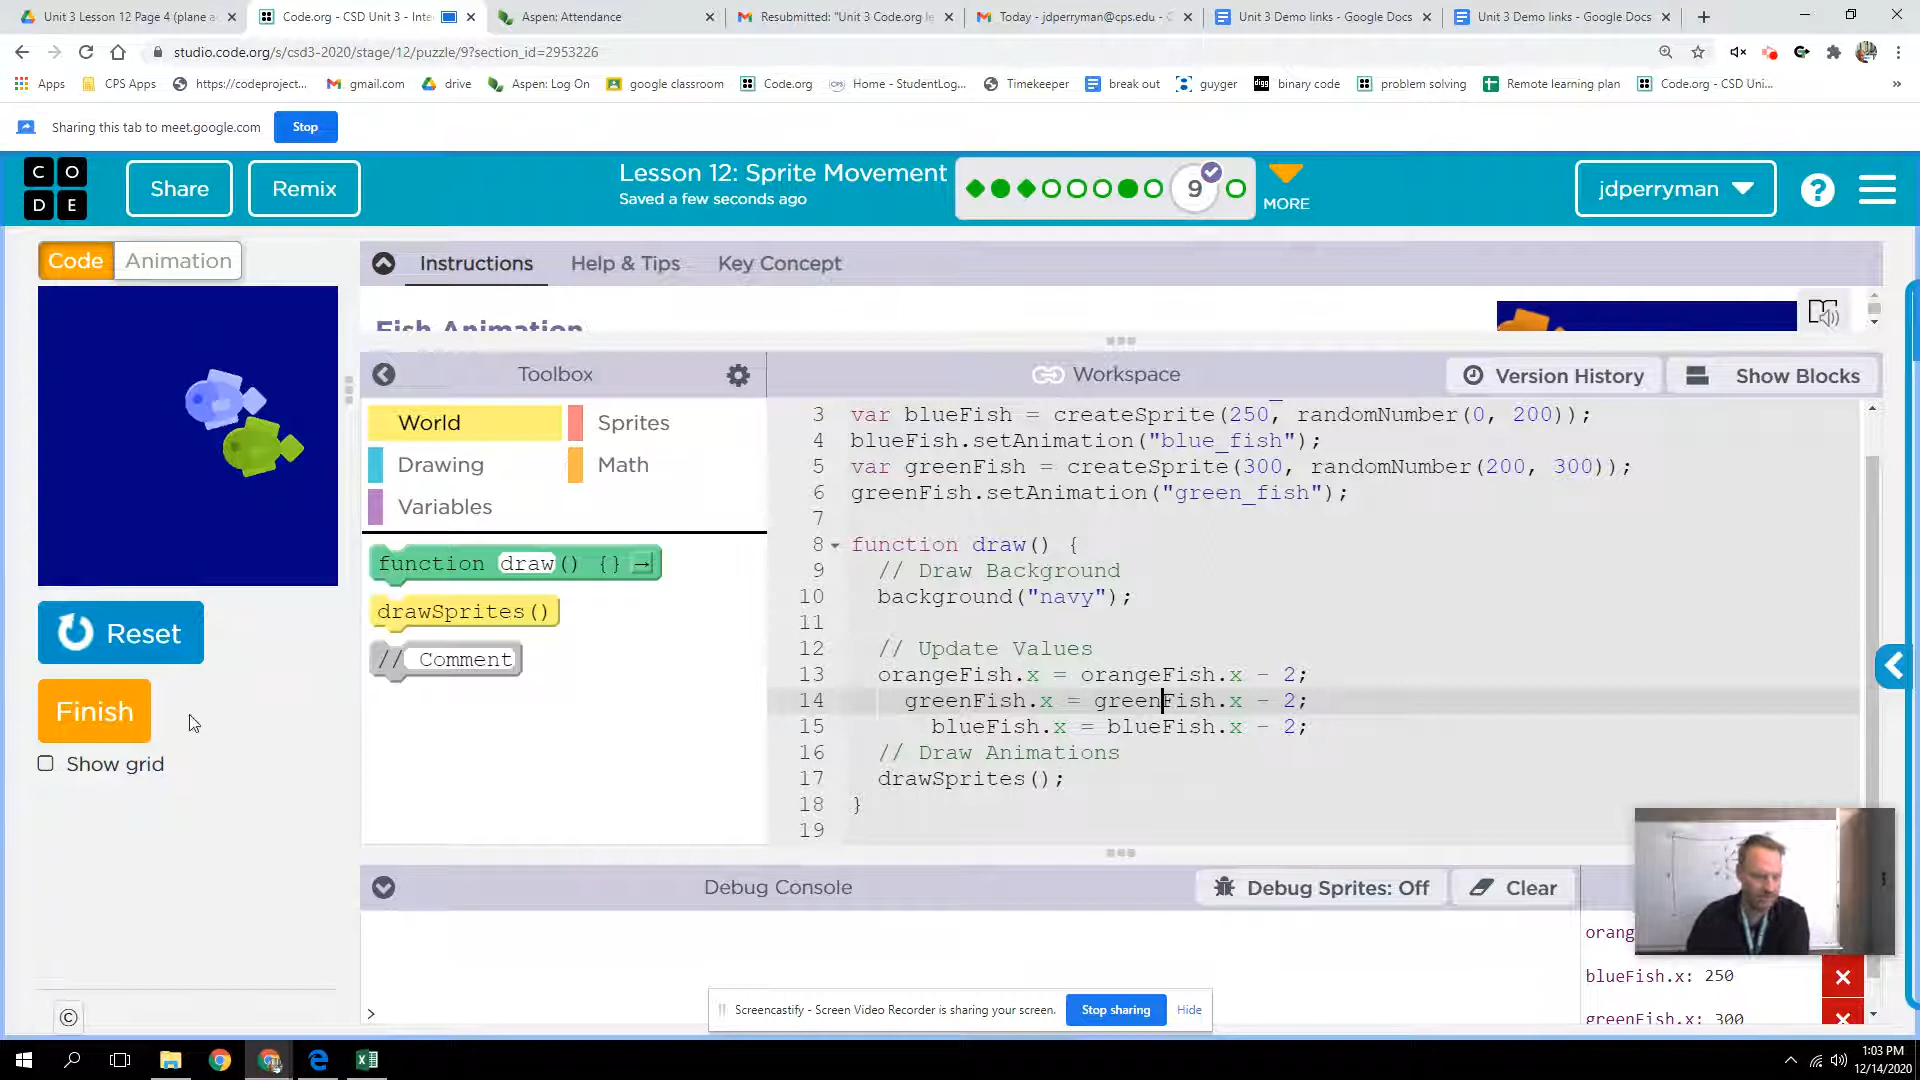 Unit 3 Lesson 12 Page 4 (plane a
Code.org - CSD Unit 3 - Inte
Aspen: Attendance
Resubmitted: "Unit 3 Code.org le
Today - jdperryman@cps.edu - C
Unit 3 Demo links - Google Docs
Unit 3 Demo links - Google Docs
studio.code.org/s/csd3-2020/stage/12/puzzle/9?section_id=2953226
Apps
CPS Apps
https://codeproject...
gmail.com
drive
Aspen: Log On
google classroom
Code.org
Home - StudentLog...
Timekeeper
break out
guyger
binary code
problem solving
Remote learning plan
Code.org - CSD Uni...
Sharing this tab to meet.google.com
Stop
C O
D E
Share
Remix
Lesson 12: Sprite Movement
Saved a few seconds ago
9
MORE
jdperryman
?
Code
Animation
Instructions
Help & Tips
Key Concept
Fish Animation
Toolbox
Workspace
Version History
Show Blocks
World
Sprites
Drawing
Math
Variables
function draw() {}
drawSprites()
// Comment
3 var blueFish = createSprite(250, randomNumber(0, 200));
4 blueFish.setAnimation("blue_fish");
5 var greenFish = createSprite(300, randomNumber(200, 300));
6 greenFish.setAnimation("green_fish");
7
8 function draw() {
9 // Draw Background
10 background("navy");
11
12 // Update Values
13 orangeFish.x = orangeFish.x - 2;
14 greenFish.x = greenFish.x - 2;
15 blueFish.x = blueFish.x - 2;
16 // Draw Animations
17 drawSprites();
18 }
19
Reset
Finish
Show grid
Debug Console
Debug Sprites: Off
Clear
orang
blueFish.x: 250
greenFish.x: 300
>
Screencastify - Screen Video Recorder is sharing your screen.
Stop sharing
Hide
©
1:03 PM
12/14/2020